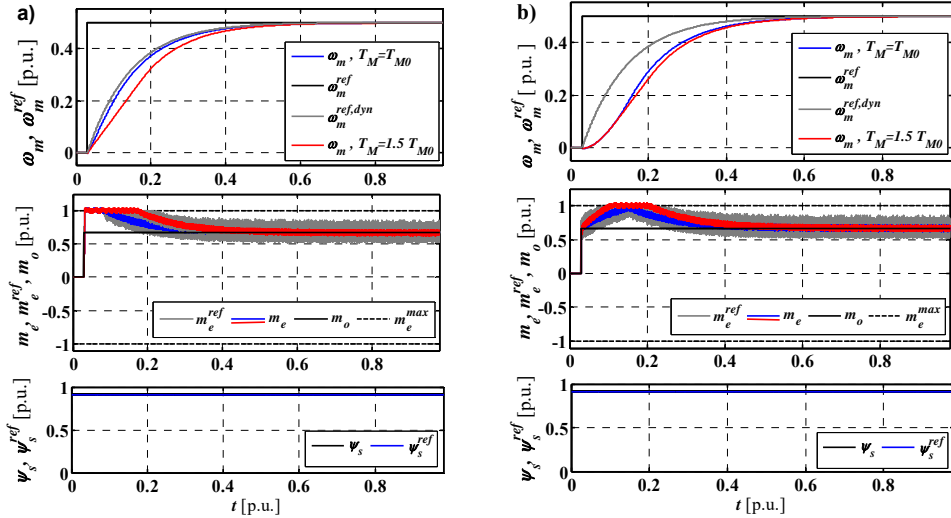 a)
ω_m, ω_m^ref [p.u.]
0.4
0.2
0
ω_m , T_M=T_M0
ω_m^ref
ω_m^ref,dyn
ω_m , T_M=1.5 T_M0
0 0.2 0.4 0.6 0.8
m_e, m_e^ref, m_o [p.u.]
1
0.5
0
-0.5
-1
m_e^ref m_e m_o m_e^max
0 0.2 0.4 0.6 0.8
ψ_s, ψ_s^ref [p.u.]
1
0.5
0
ψ_s ψ_s^ref
0 0.2 0.4 0.6 0.8
t [p.u.]
b)
ω_m, ω_m^ref [p.u.]
0.4
0.2
0
ω_m , T_M=T_M0
ω_m^ref
ω_m^ref,dyn
ω_m , T_M=1.5 T_M0
0 0.2 0.4 0.6 0.8
m_e, m_e^ref, m_o [p.u.]
1
0.5
0
-0.5
-1
m_e^ref m_e m_o m_e^max
0 0.2 0.4 0.6 0.8
ψ_s, ψ_s^ref [p.u.]
1
0.5
0
ψ_s ψ_s^ref
0 0.2 0.4 0.6 0.8
t [p.u.]